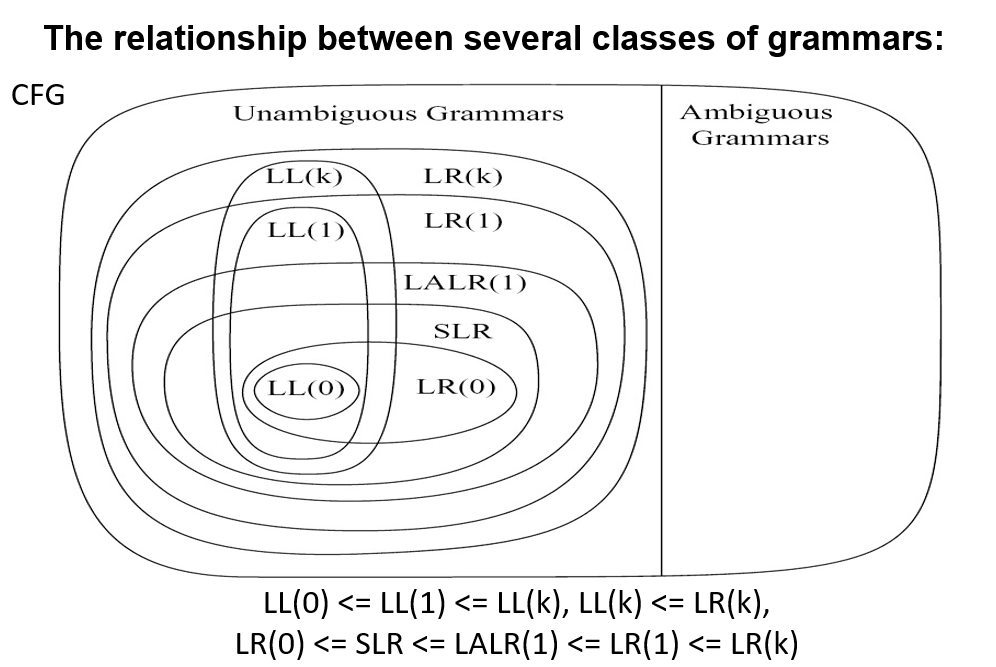 The relationship between several classes of grammars:
CFG
Unambiguous Grammars
Ambiguous
Grammars
LL(k)
LR(k)
LL(1)
LR(1)
LALR(1)
SLR
LL(0)
LR(0)
LL(0) <= LL(1) <= LL(k), LL(k) <= LR(k),
LR(0) <= SLR <= LALR(1) <= LR(1) <= LR(k)